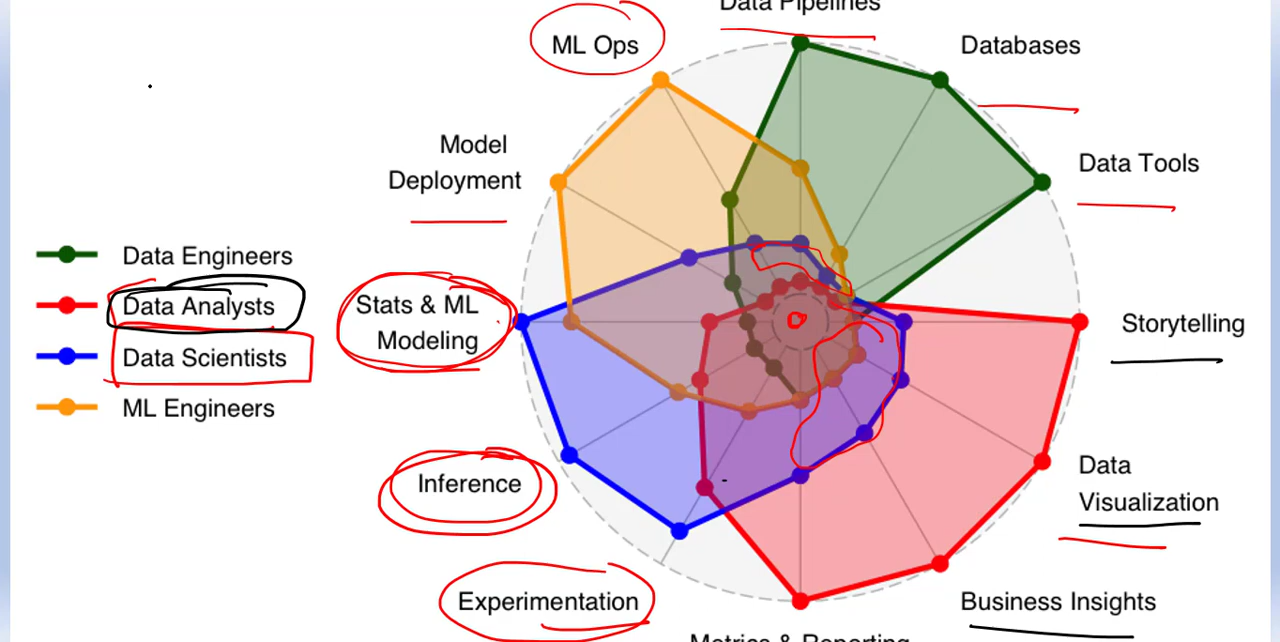 Data Pipelines
ML Ops
Databases
Model
Deployment
Data Tools
Data Engineers
Data Analysts
Data Scientists
ML Engineers
Stats & ML
Modeling
Storytelling
Inference
Data
Visualization
Experimentation
Business Insights
Metrics & Reporting